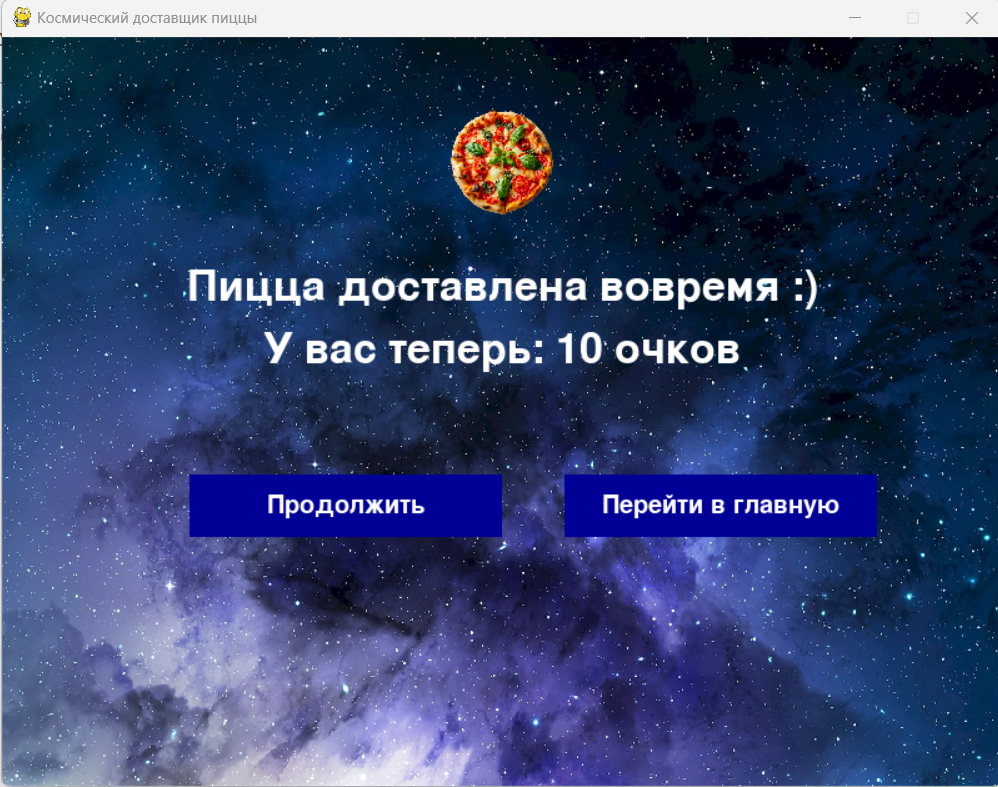 Космический доставщик пиццы
Пицца доставлена вовремя :)
У вас теперь: 10 очков
Продолжить
Перейти в главную